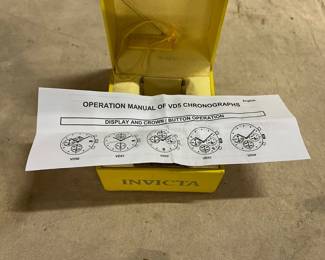 English
OPERATION MANUAL OF VD5 CHRONOGRAPHS
DISPLAY AND CROWN / BUTTON OPERATION
INVICTA